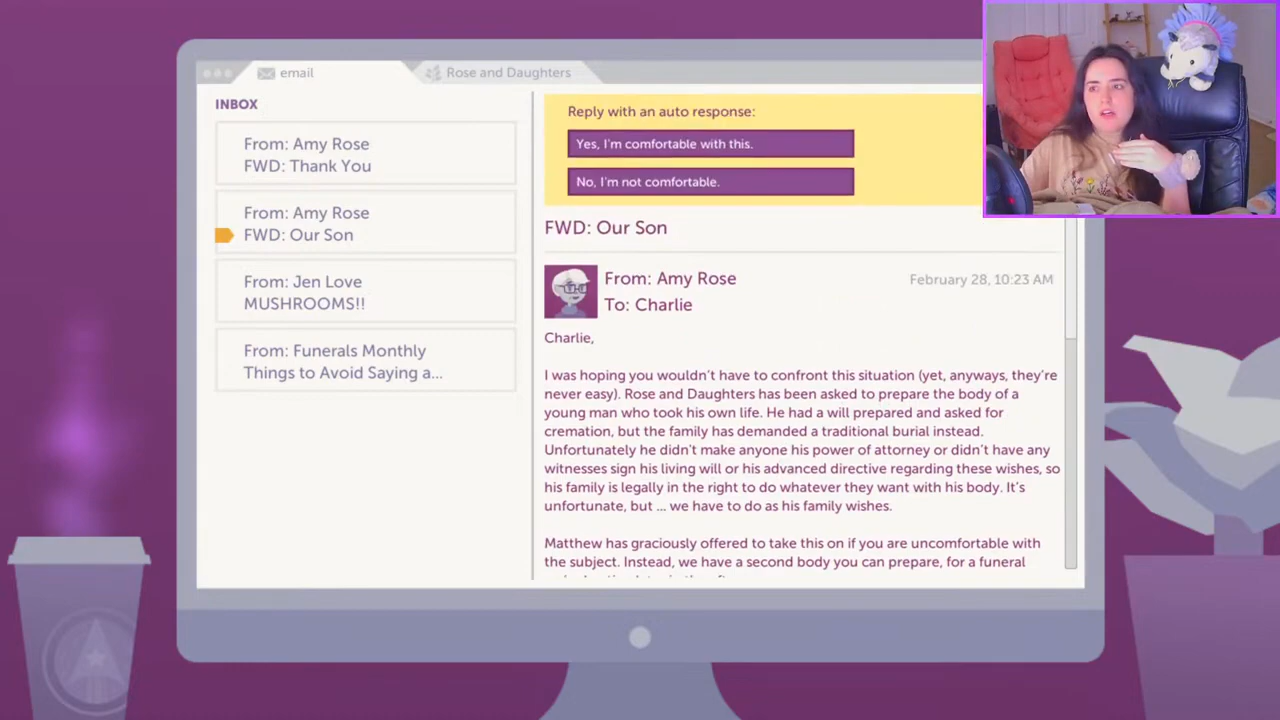 email
Rose and Daughters
INBOX
From: Amy Rose
FWD: Thank You
From: Amy Rose
FWD: Our Son
From: Jen Love
MUSHROOMS!!
From: Funerals Monthly
Things to Avoid Saying a...
Reply with an auto response:
Yes, I'm comfortable with this.
No, I'm not comfortable.
FWD: Our Son
From: Amy Rose
February 28, 10:23 AM
To: Charlie
Charlie,
I was hoping you wouldn't have to confront this situation (yet, anyways, they're
never easy). Rose and Daughters has been asked to prepare the body of a
young man who took his own life. He had a will prepared and asked for
cremation, but the family has demanded a traditional burial instead.
Unfortunately he didn't make anyone his power of attorney or didn't have any
witnesses sign his living will or his advanced directive regarding these wishes, so
his family is legally in the right to do whatever they want with his body. It's
unfortunate, but ... we have to do as his family wishes.
Matthew has graciously offered to take this on if you are uncomfortable with
the subject. Instead, we have a second body you can prepare, for a funeral